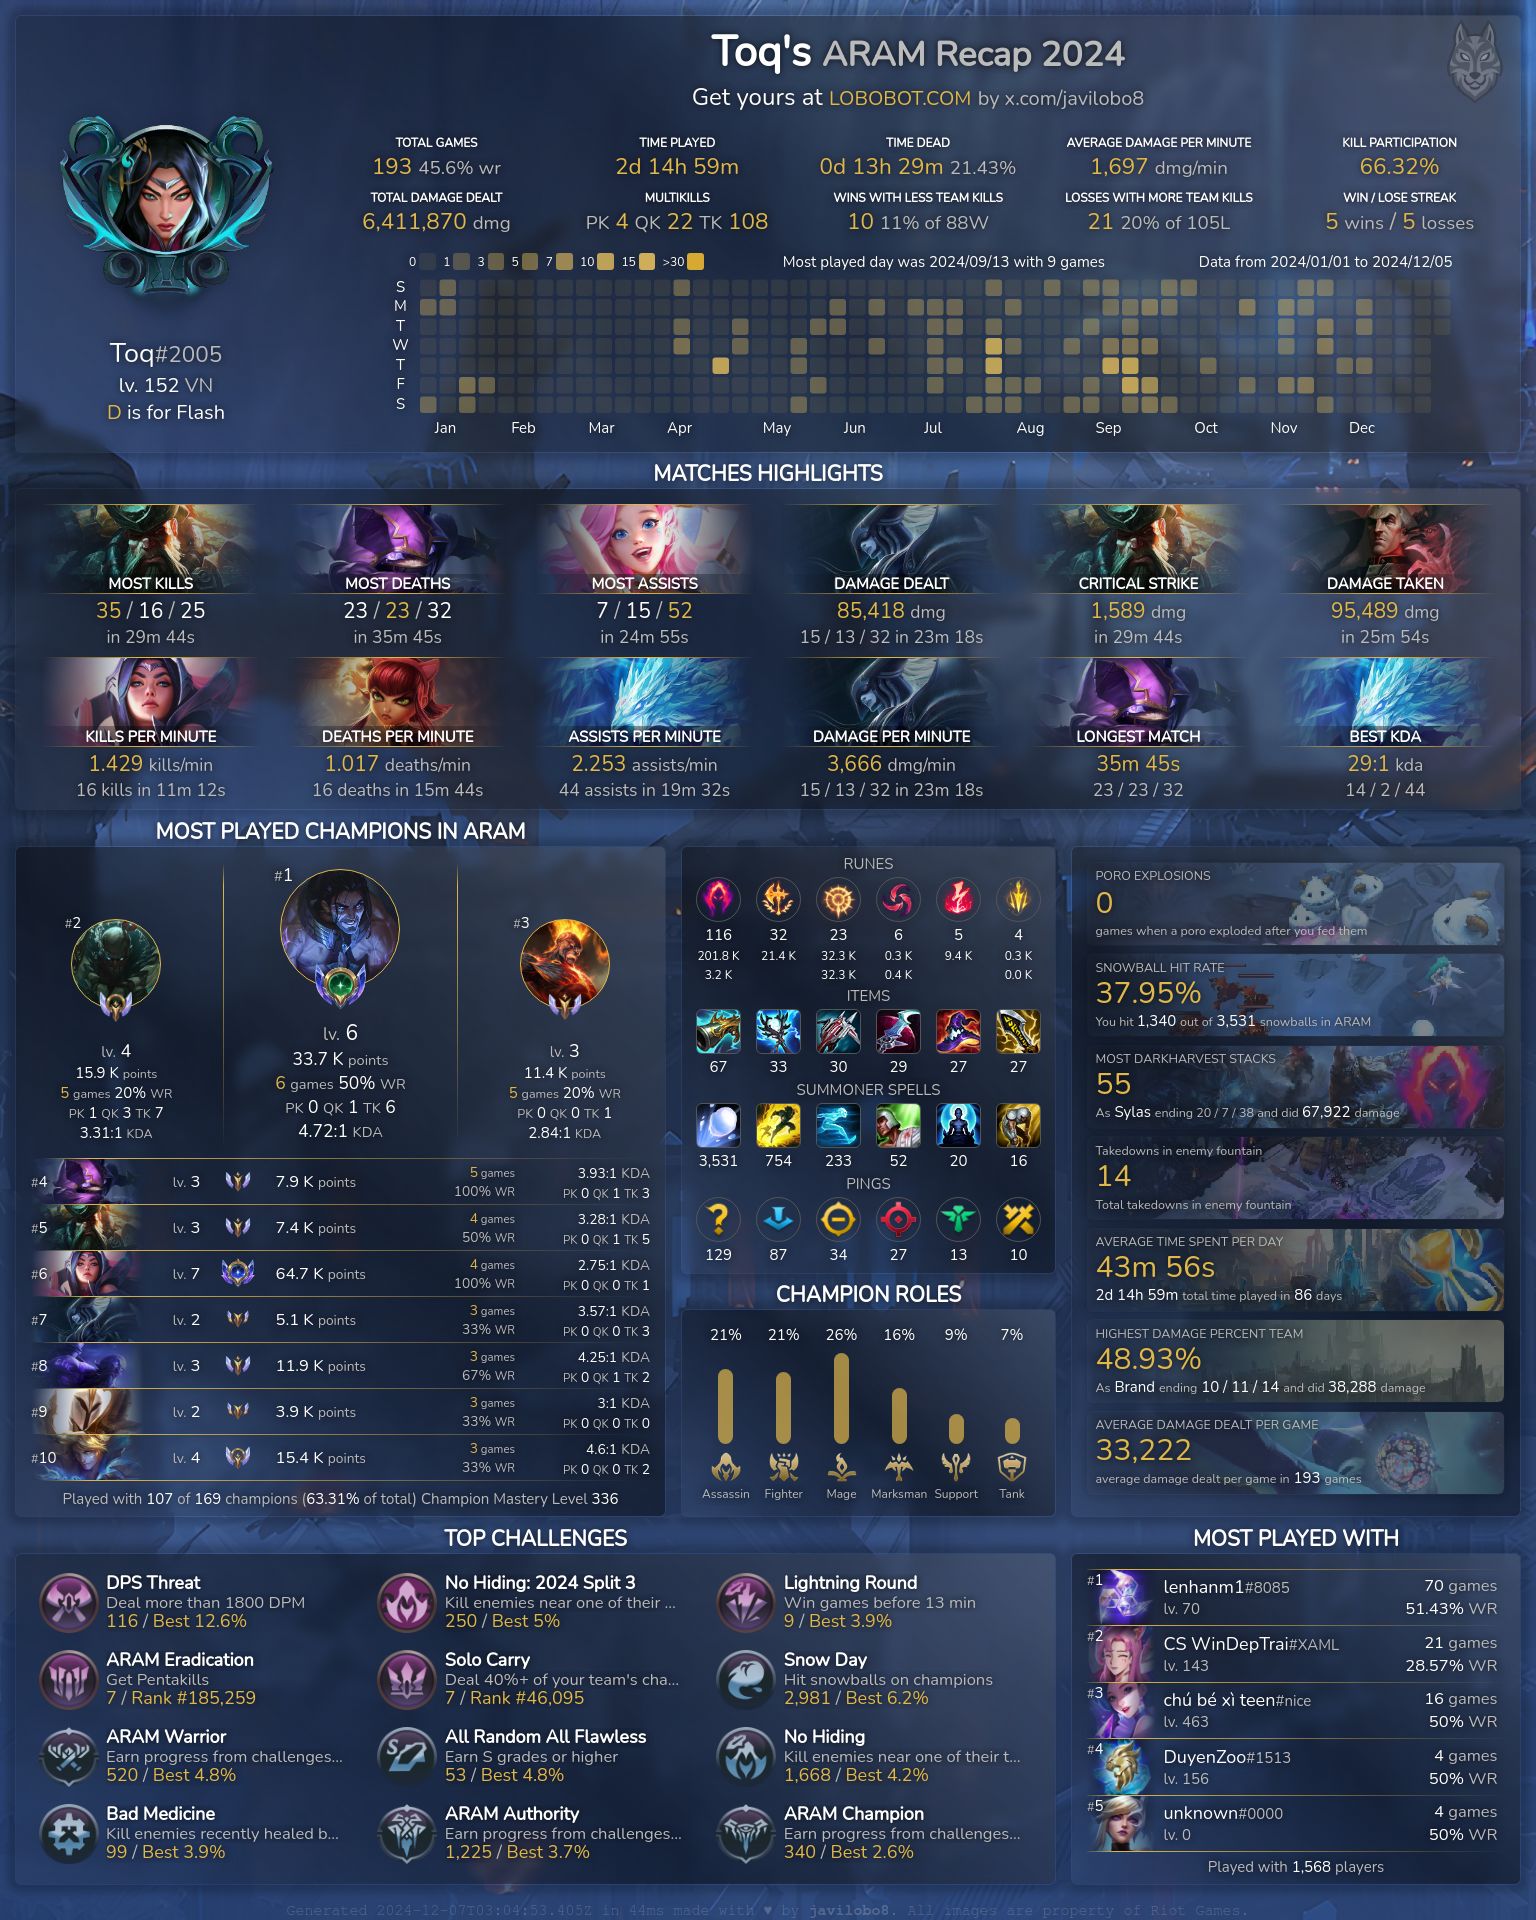 Toq's ARAM Recap 2024
Get yours at LOBOBOT.COM by x.com/javilobo8
TOTAL GAMES
193 45.6% wr
TIME PLAYED
2d 14h 59m
TIME DEAD
0d 13h 29m 21.43%
AVERAGE DAMAGE PER MINUTE
1,697 dmg/min
KILL PARTICIPATION
66.32%
TOTAL DAMAGE DEALT
6,411,870 dmg
MULTIKILLS
PK 4 QK 22 TK 108
WINS WITH LESS TEAM KILLS
10 11% of 88W
LOSSES WITH MORE TEAM KILLS
21 20% of 105L
WIN / LOSE STREAK
5 wins / 5 losses
Toq#2005
lv. 152 VN
D is for Flash
0 1 3 5 7 10 15 >30
Most played day was 2024/09/13 with 9 games
Data from 2024/01/01 to 2024/12/05
S
M
T
W
T
F
S
Jan Feb Mar Apr May Jun Jul Aug Sep Oct Nov Dec
MATCHES HIGHLIGHTS
MOST KILLS
35 / 16 / 25
in 29m 44s
MOST DEATHS
23 / 23 / 32
in 35m 45s
MOST ASSISTS
7 / 15 / 52
in 24m 55s
DAMAGE DEALT
85,418 dmg
15 / 13 / 32 in 23m 18s
CRITICAL STRIKE
1,589 dmg
in 29m 44s
DAMAGE TAKEN
95,489 dmg
in 25m 54s
KILLS PER MINUTE
1.429 kills/min
16 kills in 11m 12s
DEATHS PER MINUTE
1.017 deaths/min
16 deaths in 15m 44s
ASSISTS PER MINUTE
2.253 assists/min
44 assists in 19m 32s
DAMAGE PER MINUTE
3,666 dmg/min
15 / 13 / 32 in 23m 18s
LONGEST MATCH
35m 45s
23 / 23 / 32
BEST KDA
29:1 kda
14 / 2 / 44
MOST PLAYED CHAMPIONS IN ARAM
#2
lv. 4
15.9 K points
5 games 20% WR
PK 1 QK 3 TK 7
3.31:1 KDA
#1
lv. 6
33.7 K points
6 games 50% WR
PK 0 QK 1 TK 6
4.72:1 KDA
#3
lv. 3
11.4 K points
5 games 20% WR
PK 0 QK 0 TK 1
2.84:1 KDA
#4 lv. 3 7.9 K points
5 games
100% WR
3.93:1 KDA
PK 0 QK 1 TK 3
#5 lv. 3 7.4 K points
4 games
50% WR
3.28:1 KDA
PK 0 QK 1 TK 5
#6 lv. 7 64.7 K points
4 games
100% WR
2.75:1 KDA
PK 0 QK 0 TK 1
#7 lv. 2 5.1 K points
3 games
33% WR
3.57:1 KDA
PK 0 QK 0 TK 3
#8 lv. 3 11.9 K points
3 games
67% WR
4.25:1 KDA
PK 0 QK 1 TK 2
#9 lv. 2 3.9 K points
3 games
33% WR
3:1 KDA
PK 0 QK 0 TK 0
#10 lv. 4 15.4 K points
3 games
33% WR
4.6:1 KDA
PK 0 QK 0 TK 2
Played with 107 of 169 champions (63.31% of total) Champion Mastery Level 336
RUNES
116 32 23 6 5 4
201.8 K 21.4 K 32.3 K 0.3 K 9.4 K 0.3 K
3.2 K 32.3 K 0.4 K 0.0 K
ITEMS
67 33 30 29 27 27
SUMMONER SPELLS
3,531 754 233 52 20 16
PINGS
129 87 34 27 13 10
CHAMPION ROLES
21% 21% 26% 16% 9% 7%
Assassin Fighter Mage Marksman Support Tank
PORO EXPLOSIONS
0
games when a poro exploded after you fed them
SNOWBALL HIT RATE
37.95%
You hit 1,340 out of 3,531 snowballs in ARAM
MOST DARKHARVEST STACKS
55
As Sylas ending 20 / 7 / 38 and did 67,922 damage
Takedowns in enemy fountain
14
Total takedowns in enemy fountain
AVERAGE TIME SPENT PER DAY
43m 56s
2d 14h 59m total time played in 86 days
HIGHEST DAMAGE PERCENT TEAM
48.93%
As Brand ending 10 / 11 / 14 and did 38,288 damage
AVERAGE DAMAGE DEALT PER GAME
33,222
average damage dealt per game in 193 games
TOP CHALLENGES
DPS Threat
Deal more than 1800 DPM
116 / Best 12.6%
No Hiding: 2024 Split 3
Kill enemies near one of their ...
250 / Best 5%
Lightning Round
Win games before 13 min
9 / Best 3.9%
ARAM Eradication
Get Pentakills
7 / Rank #185,259
Solo Carry
Deal 40%+ of your team's cha...
7 / Rank #46,095
Snow Day
Hit snowballs on champions
2,981 / Best 6.2%
ARAM Warrior
Earn progress from challenges...
520 / Best 4.8%
All Random All Flawless
Earn S grades or higher
53 / Best 4.8%
No Hiding
Kill enemies near one of their t...
1,668 / Best 4.2%
Bad Medicine
Kill enemies recently healed b...
99 / Best 3.9%
ARAM Authority
Earn progress from challenges...
1,225 / Best 3.7%
ARAM Champion
Earn progress from challenges...
340 / Best 2.6%
MOST PLAYED WITH
#1 lenhanm1#8085 70 games
lv. 70 51.43% WR
#2 CS WinDepTrai#XAML 21 games
lv. 143 28.57% WR
#3 chú bé xì teen#nice 16 games
lv. 463 50% WR
#4 DuyenZoo#1513 4 games
lv. 156 50% WR
#5 unknown#0000 4 games
lv. 0 50% WR
Played with 1,568 players
Generated 2024-12-07T03:04:53.405Z in 44ms made with ♥ by javilobo8. All images are property of Riot Games.